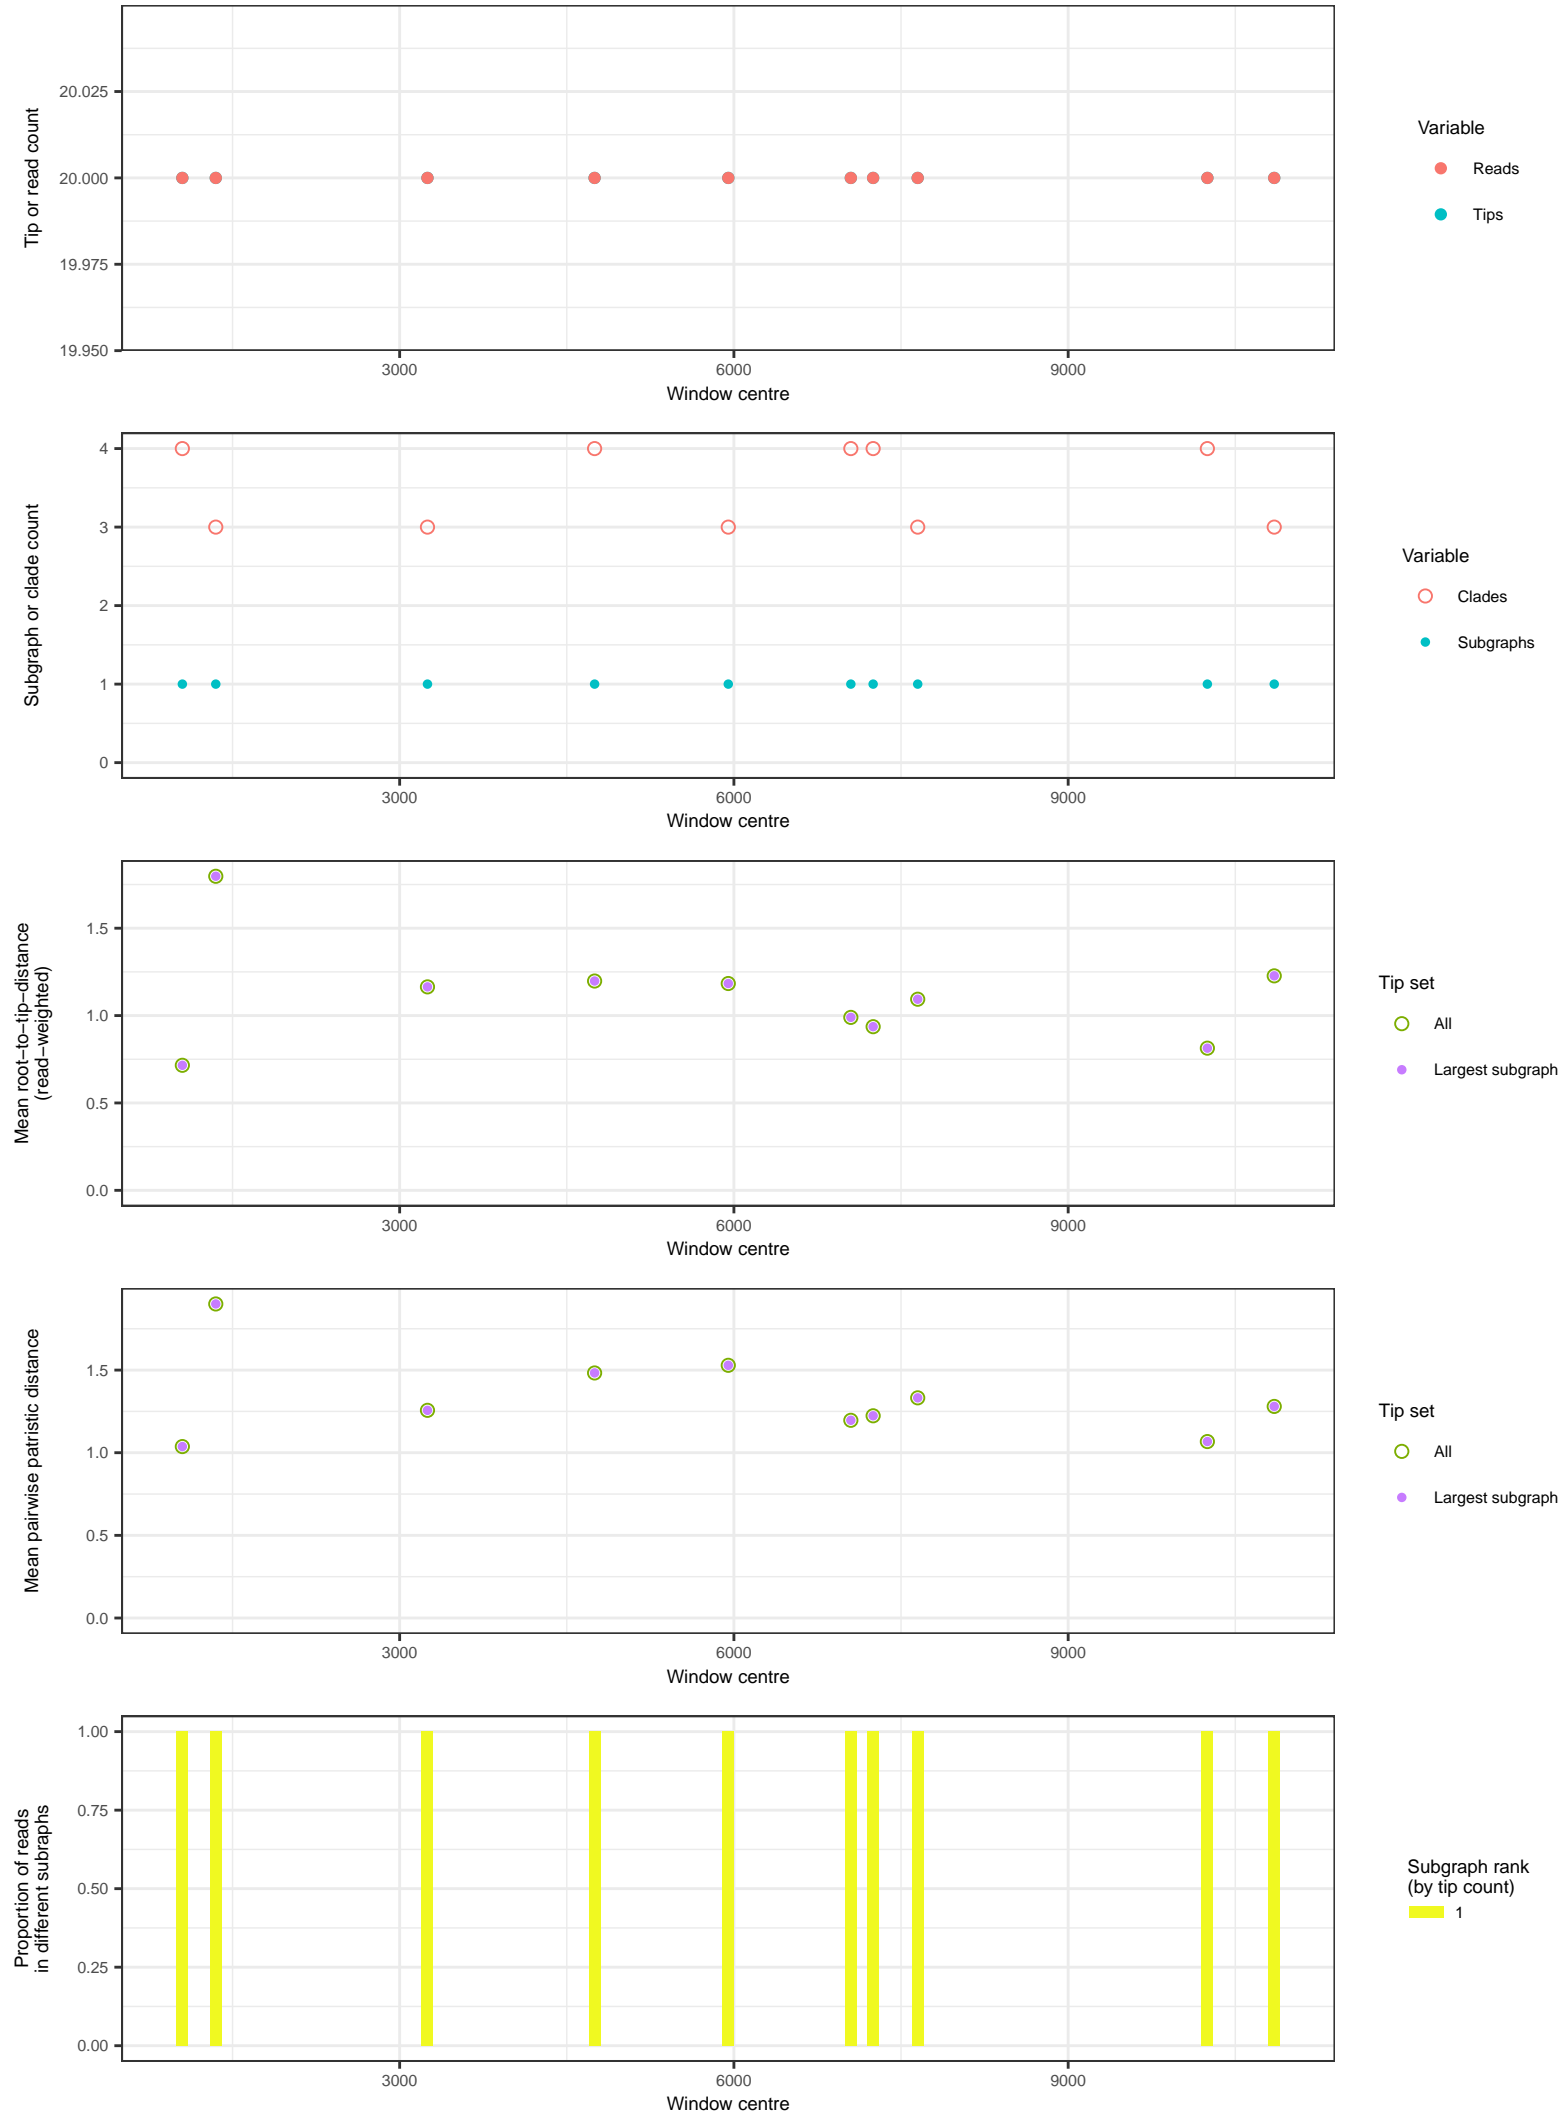 20.025
20.000
19.975
19.950
Tip or read count
3000 6000 9000
Window centre
Variable
Reads
Tips
4
3
2
1
0
Subgraph or clade count
3000 6000 9000
Window centre
Variable
Clades
Subgraphs
1.5
1.0
0.5
0.0
Mean root−to−tip−distance
(read−weighted)
3000 6000 9000
Window centre
Tip set
All
Largest subgraph
1.5
1.0
0.5
0.0
Mean pairwise patristic distance
3000 6000 9000
Window centre
Tip set
All
Largest subgraph
1.00
0.75
0.50
0.25
0.00
Proportion of reads
in different subraphs
3000 6000 9000
Window centre
Subgraph rank
(by tip count)
1